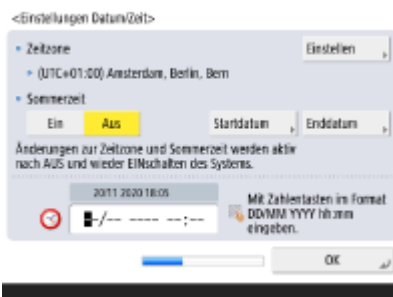 <Einstellungen Datum/Zeit>
Zeitzone
Einstellen
(UTC+01:00) Amsterdam, Berlin, Bern
Sommerzeit
Ein Aus Startdatum Enddatum
Änderungen zur Zeitzone und Sommerzeit werden aktiv
nach AUS und wieder EINschalten des Systems.
20/11 2020 18:05
-/-- ---- --:--
Mit Zahlentasten im Format
DD/MM YYYY hh:mm
eingeben.
OK